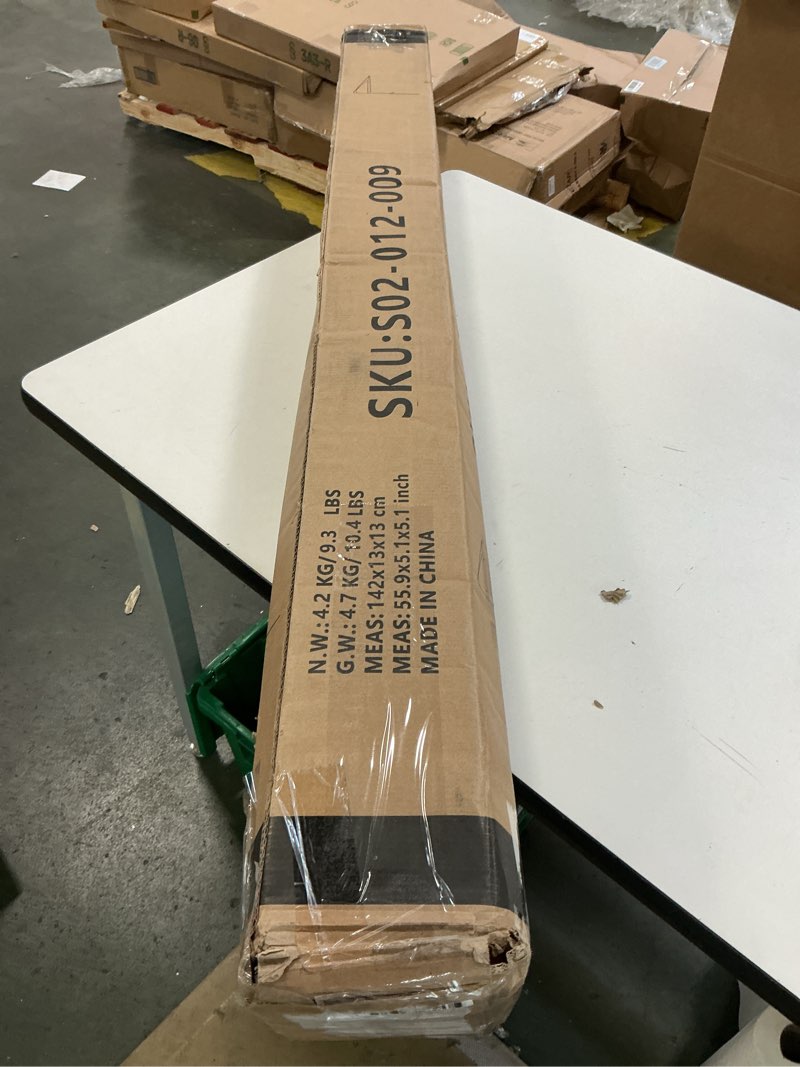 SKU:S02-012-009
N.W.: 4.2 KG/9.3 LBS
G.W.: 4.7 KG/ 10.4 LBS
MEAS: 142x13x13 cm
MEAS: 55.9x5.1x5.1 inch
MADE IN CHINA